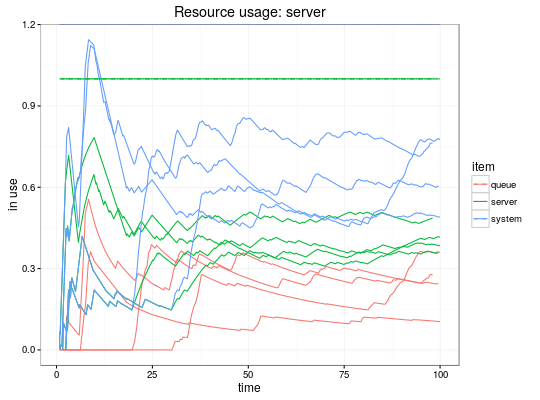 Resource usage: server
1.2
0.9
0.6
0.3
0.0
in use
0
25
50
75
100
time
item
queue
server
system